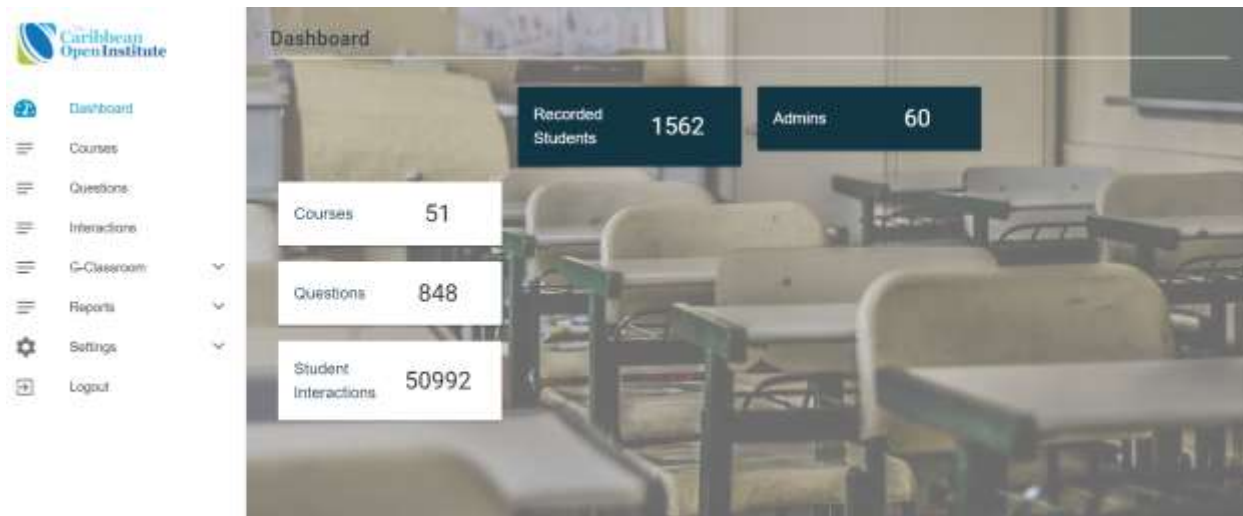 The
Caribbean
Open Institute
Dashboard
Courses
Questions
Interactions
G-Classroom
Reports
Settings
Logout
Dashboard
Recorded
Students
1562
Admins
60
Courses
51
Questions
848
Student
Interactions
50992